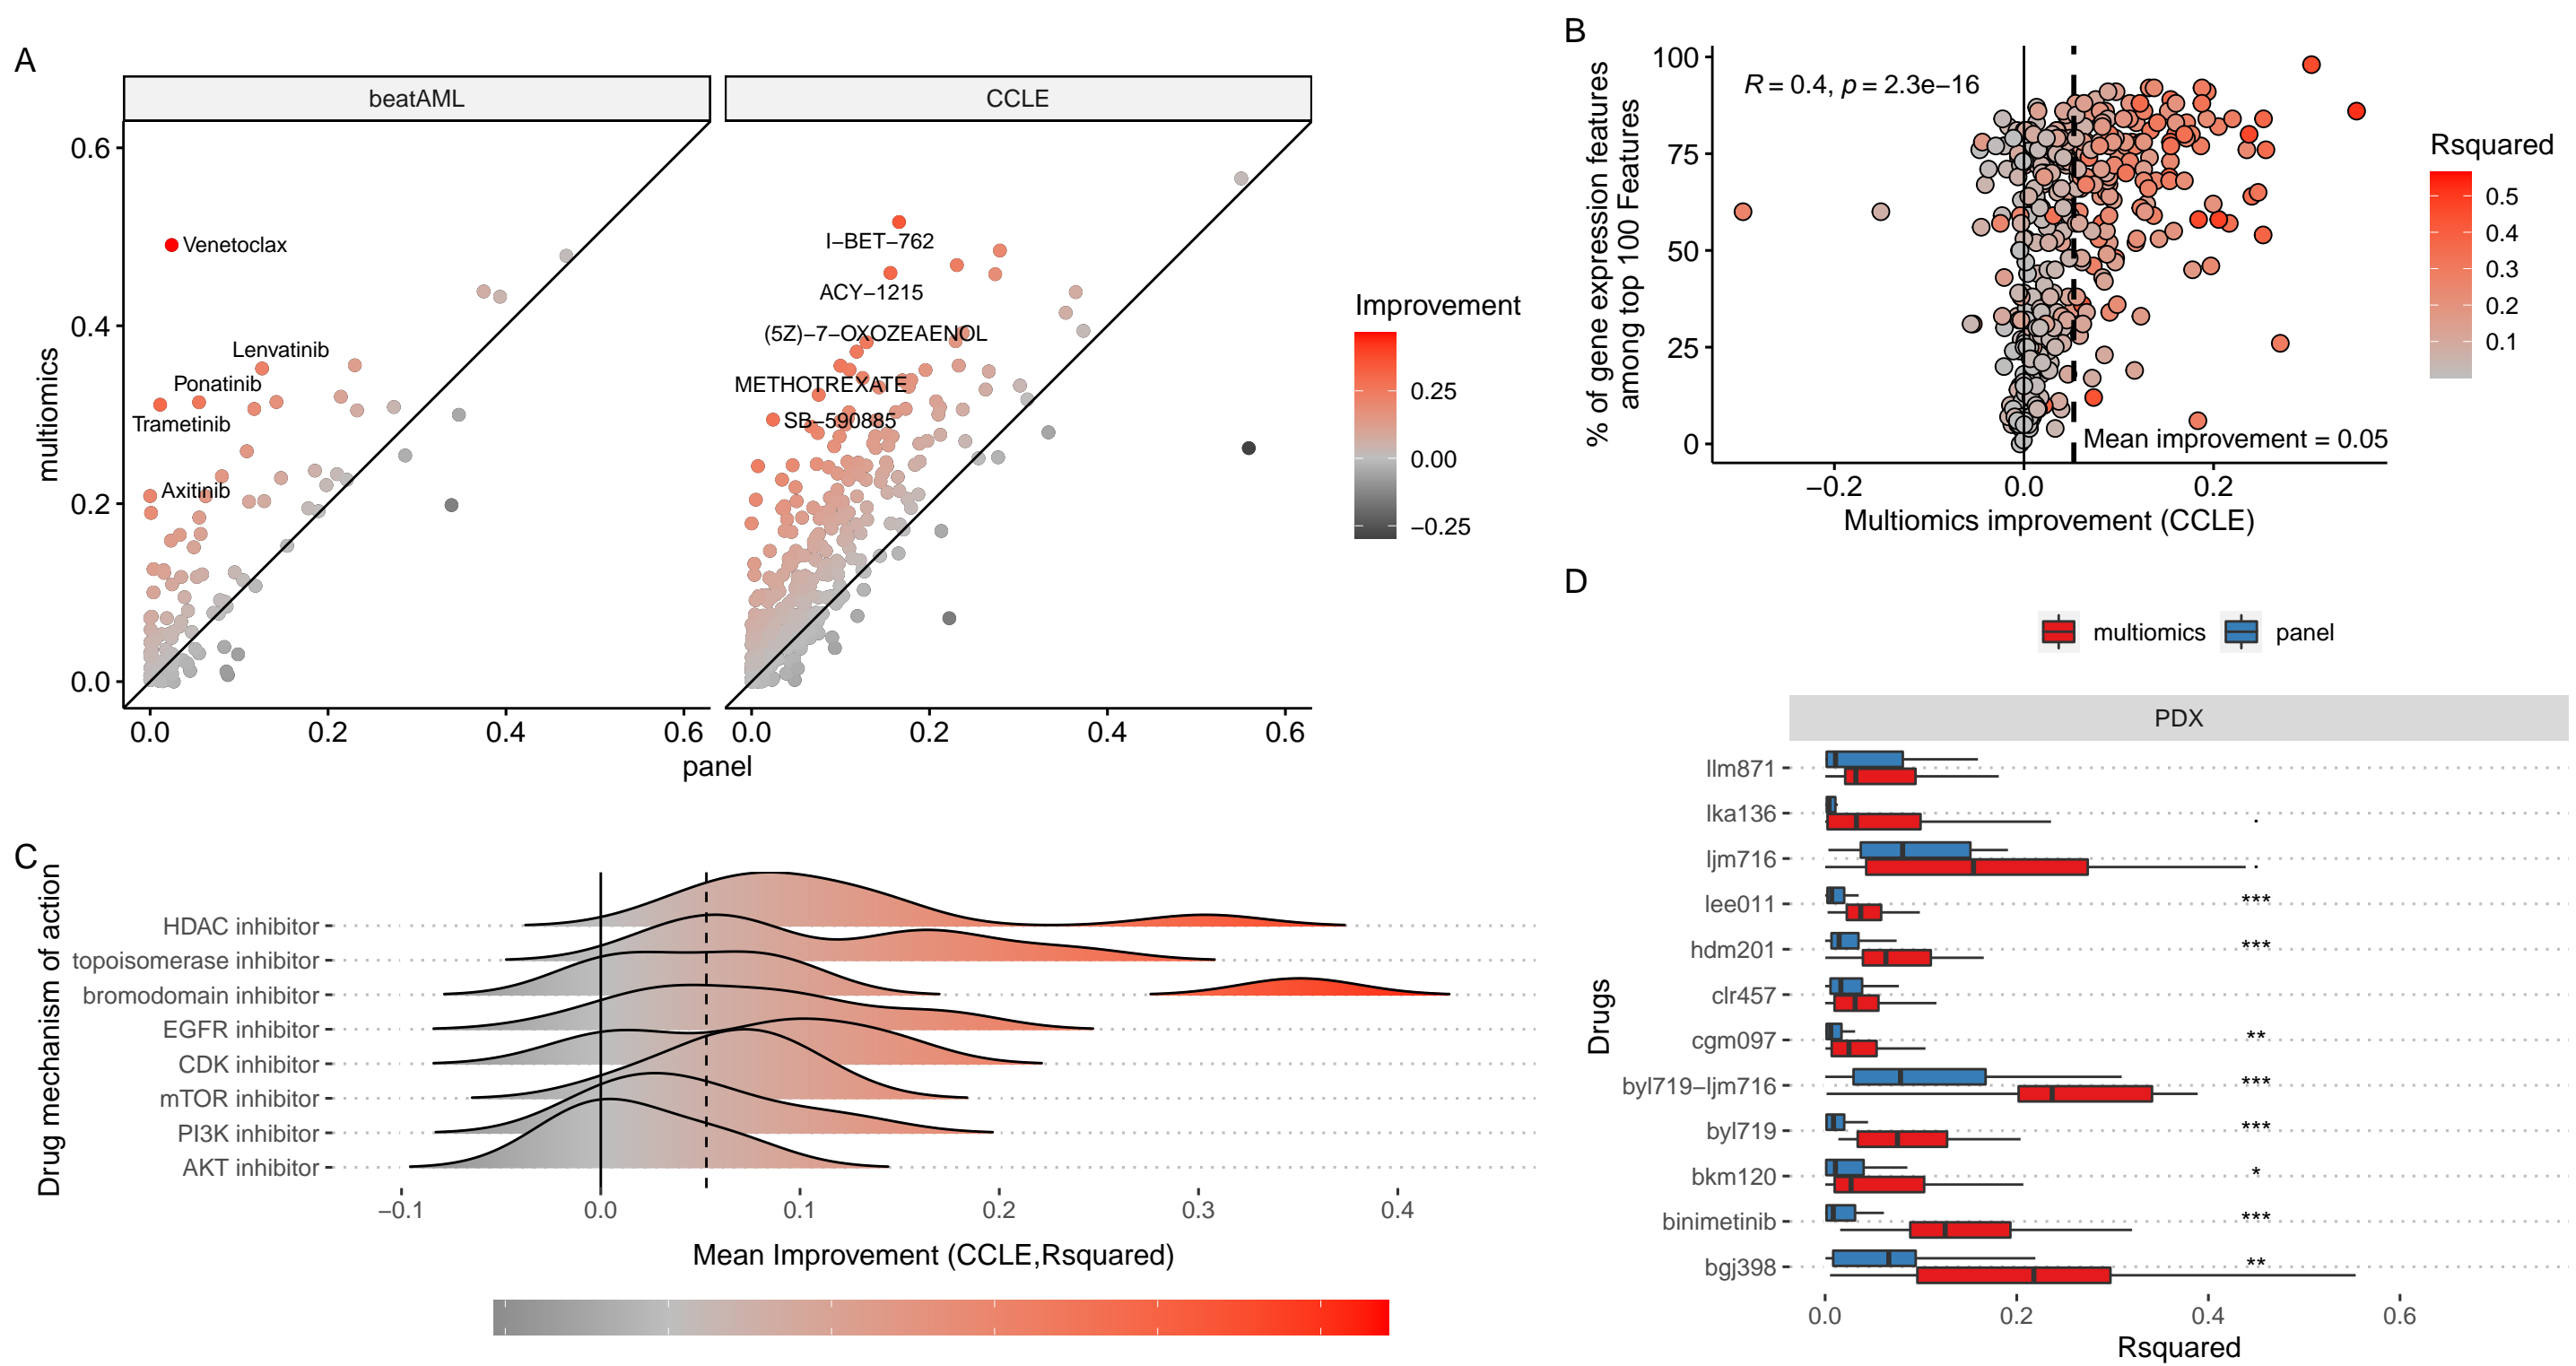 A
beatAML
CCLE
multiomics
0.6
0.4
0.2
0.0
Venetoclax
Lenvatinib
Ponatinib
Trametinib
Axitinib
I−BET−762
ACY−1215
(5Z)−7−OXOZEAENOL
METHOTREXATE
SB−590885
0.0 0.2 0.4 0.6
0.0 0.2 0.4 0.6
panel
Improvement
0.25
0.00
−0.25
B
% of gene expression features
among top 100 Features
100
75
50
25
0
R = 0.4, p = 2.3e−16
Mean improvement = 0.05
−0.2 0.0 0.2
Multiomics improvement (CCLE)
Rsquared
0.5
0.4
0.3
0.2
0.1
C
Drug mechanism of action
HDAC inhibitor
topoisomerase inhibitor
bromodomain inhibitor
EGFR inhibitor
CDK inhibitor
mTOR inhibitor
PI3K inhibitor
AKT inhibitor
−0.1 0.0 0.1 0.2 0.3 0.4
Mean Improvement (CCLE,Rsquared)
D
multiomics panel
PDX
Drugs
llm871
lka136 .
ljm716 .
lee011 ***
hdm201 ***
clr457
cgm097 **
byl719−ljm716 ***
byl719 ***
bkm120 *
binimetinib ***
bgj398 **
0.0 0.2 0.4 0.6
Rsquared